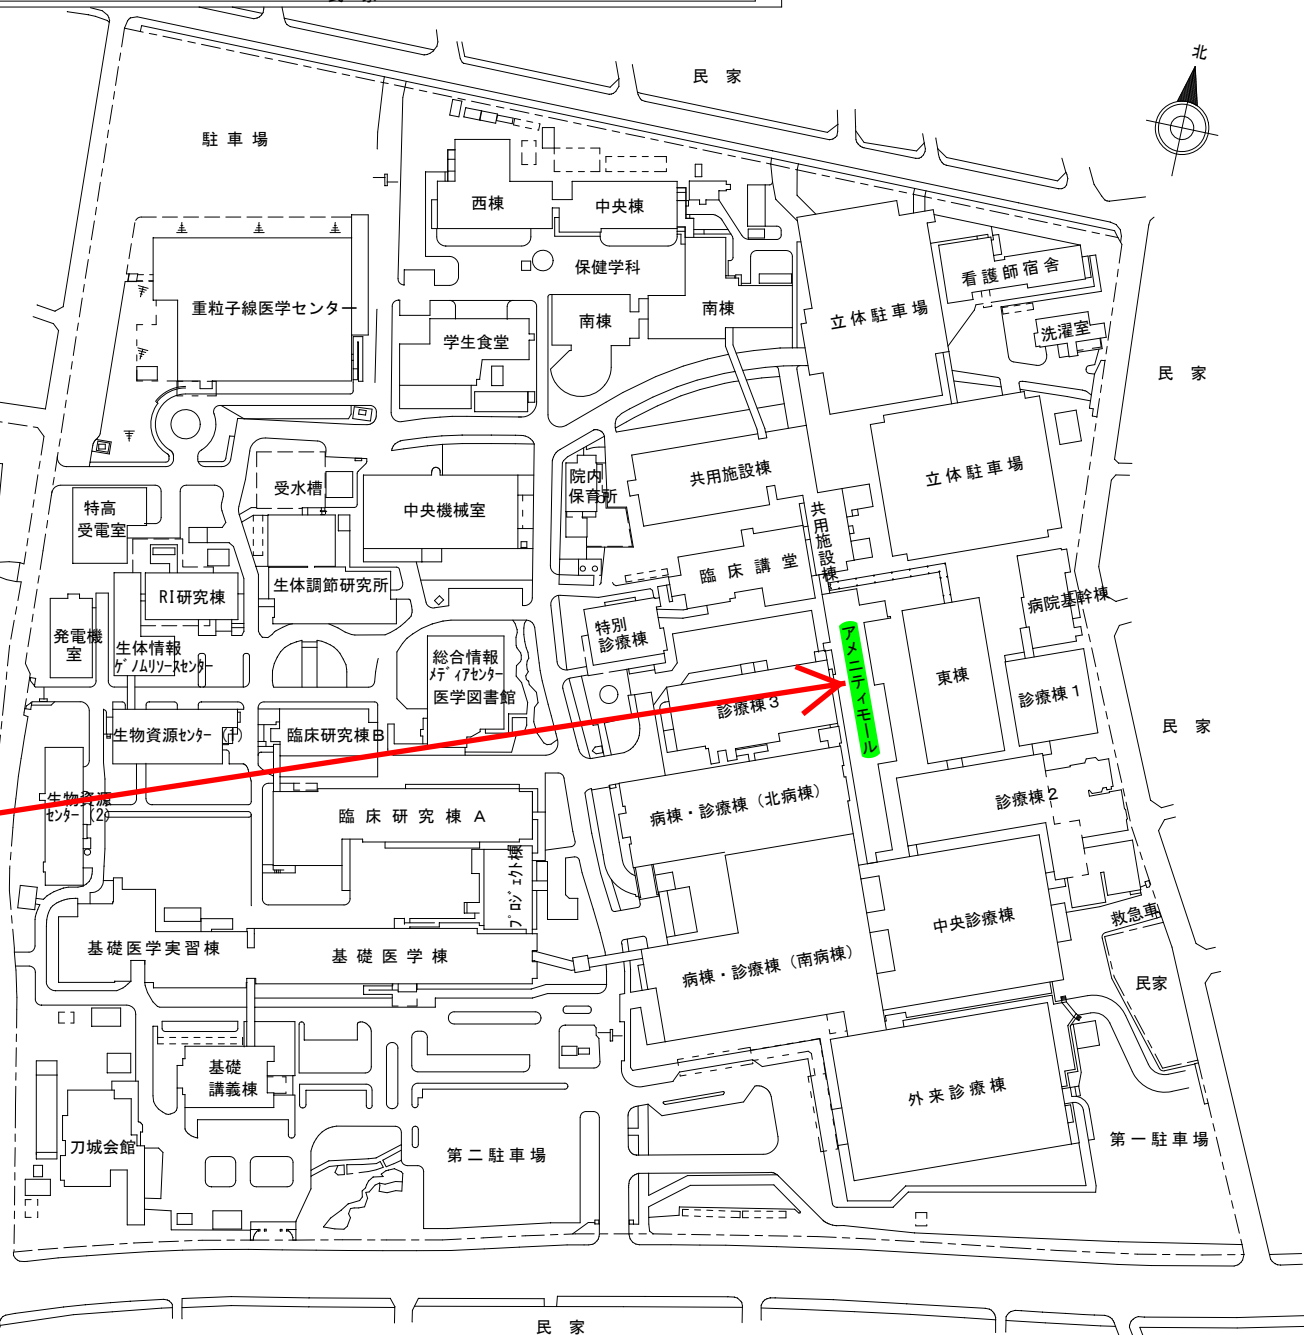 民　家
北
民　家
駐 車 場
西棟
中央棟
保健学科
看護師宿舎
重粒子線医学センター
南棟
南棟
立体駐車場
洗濯室
学生食堂
民　家
共用施設棟
立体駐車場
院内
保育所
受水槽
特高
受電室
中央機械室
共用施設棟
臨床講堂
生体調節研究所
RI研究棟
病院基幹棟
発電機
室
特別
診療棟
アメニティモール
生体情報
ゲノムリソースセンター
総合情報
メディアセンター
医学図書館
東棟
診療棟1
診療棟3
生物資源センター (1)
臨床研究棟B
民　家
生物資源
センター (2)
臨床研究棟A
病棟・診療棟（北病棟）
診療棟2
プロジェクト棟
中央診療棟
救急車
基礎医学実習棟
基礎医学棟
病棟・診療棟（南病棟）
民家
基礎
講義棟
外来診療棟
刀城会館
第二駐車場
第一駐車場
民　家